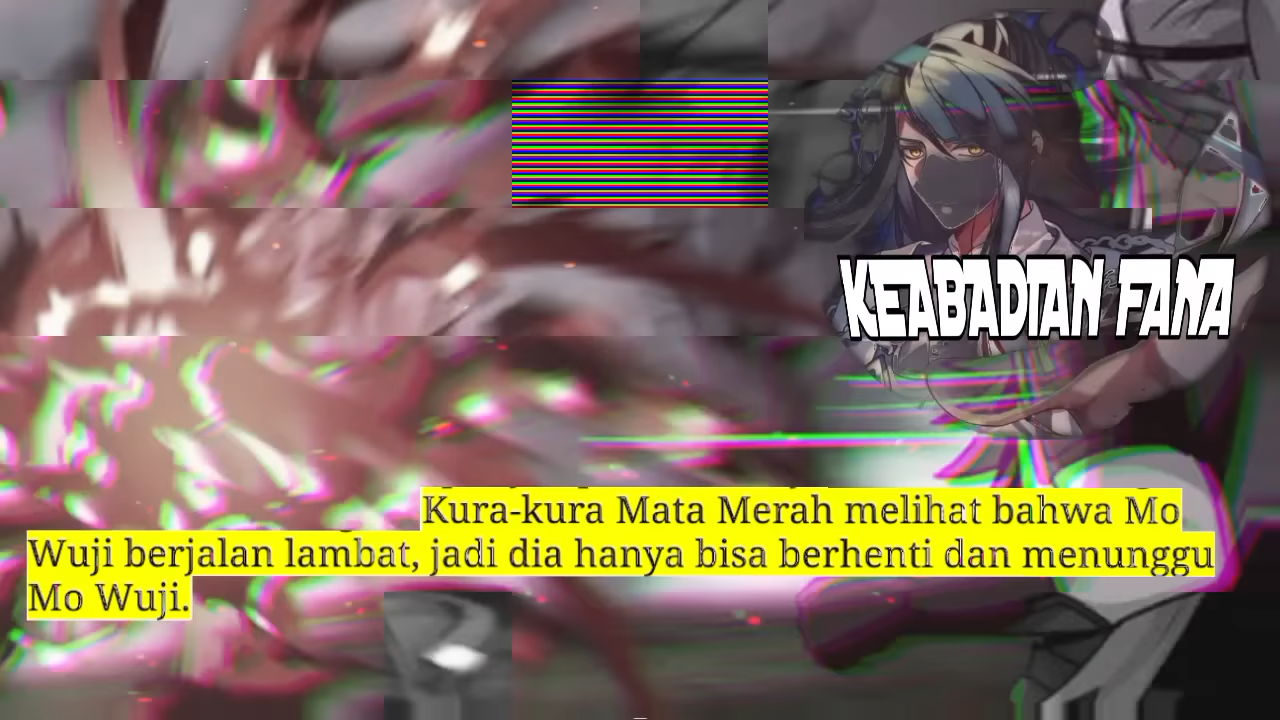 KEABADIAN FANA
Kura-kura Mata Merah melihat bahwa Mo
Wuji berjalan lambat, jadi dia hanya bisa berhenti dan menunggu
Mo Wuji.